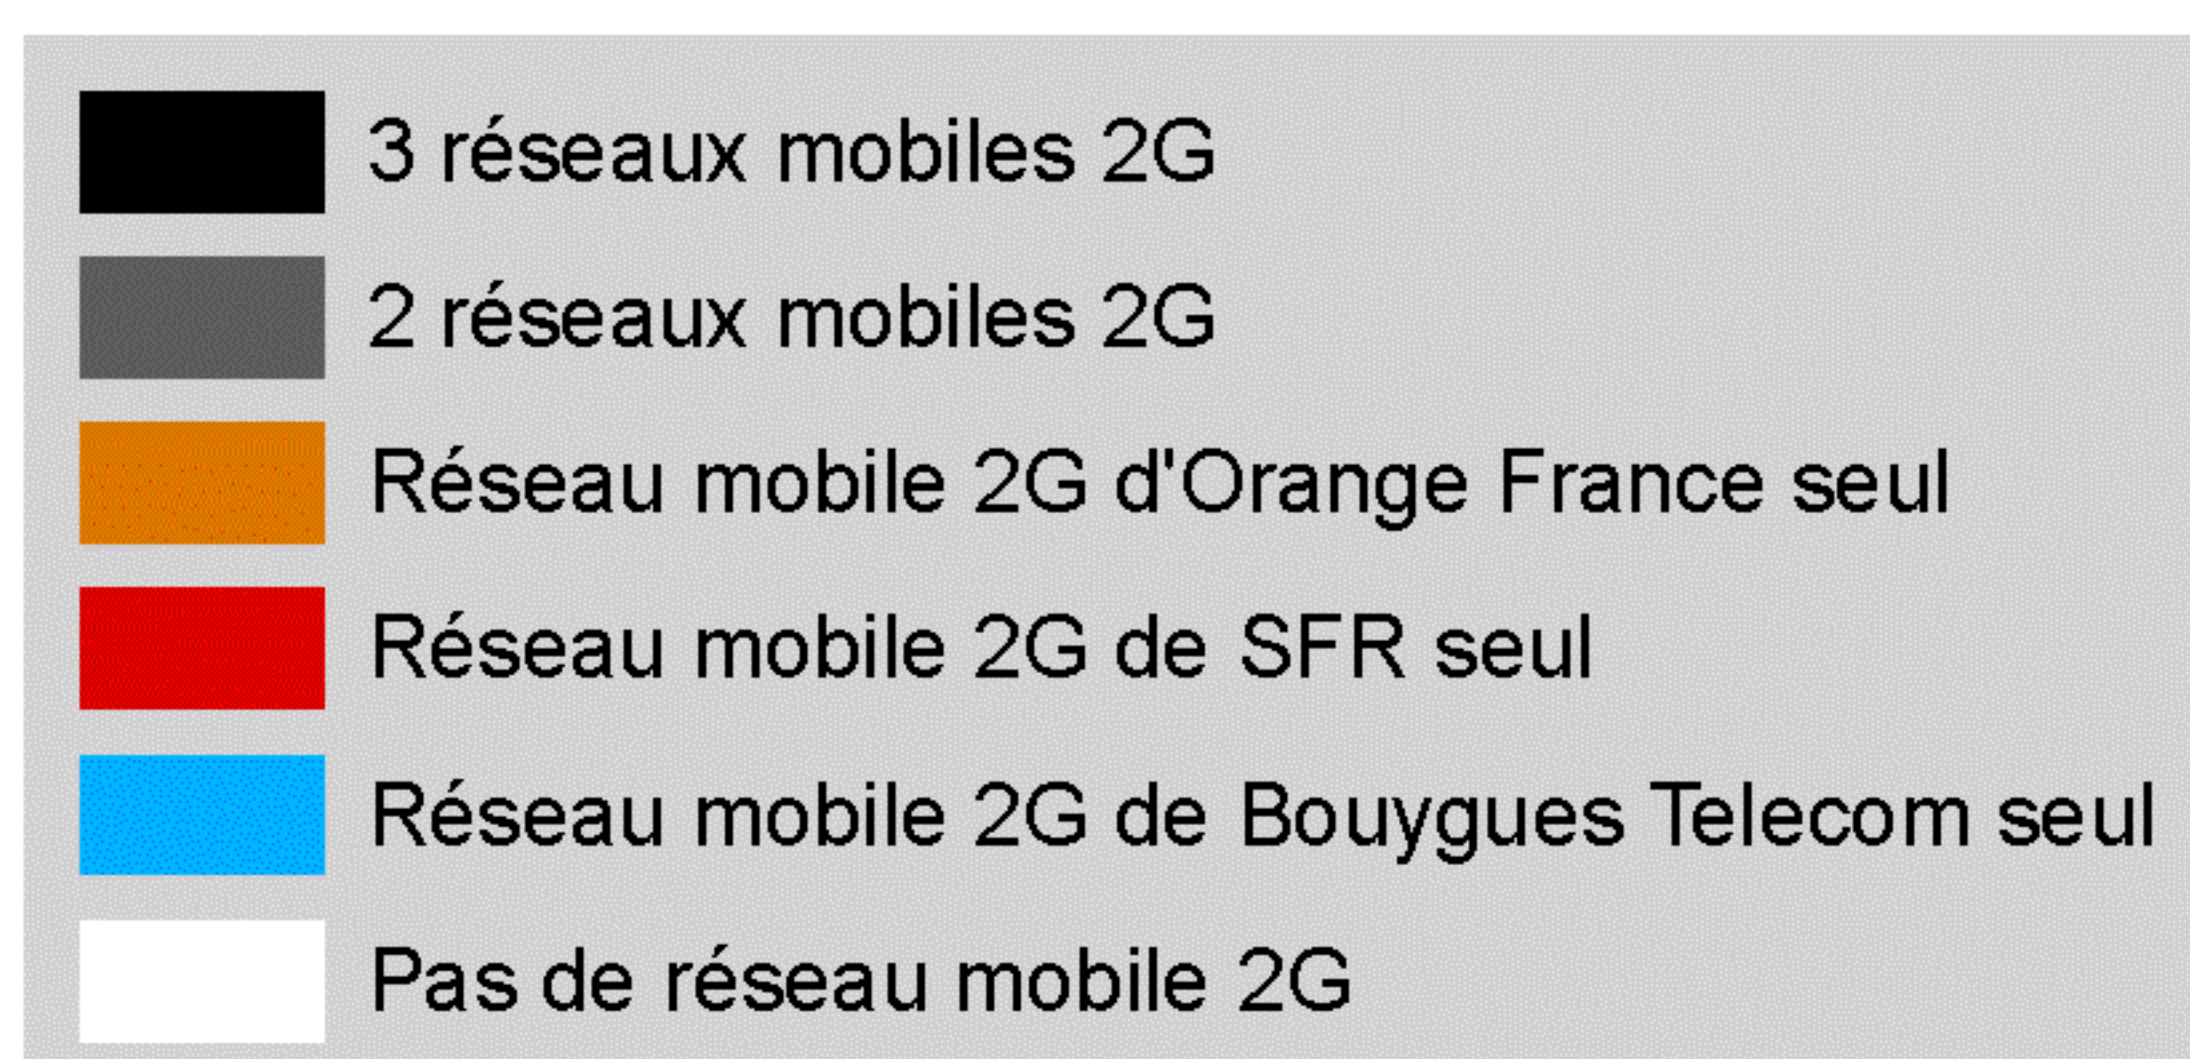 3 réseaux mobiles 2G
2 réseaux mobiles 2G
Réseau mobile 2G d'Orange France seul
Réseau mobile 2G de SFR seul
Réseau mobile 2G de Bouygues Telecom seul
Pas de réseau mobile 2G